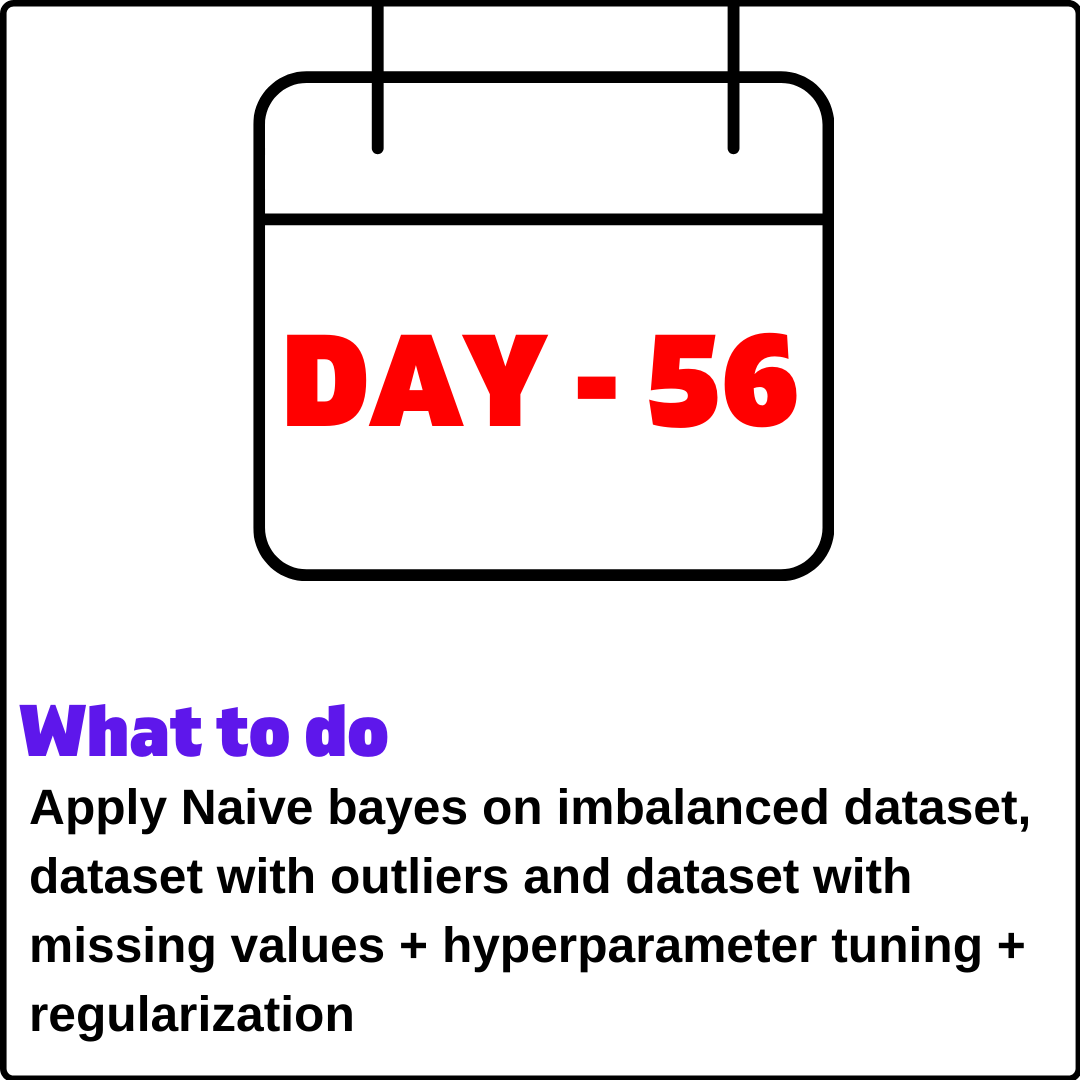 DAY - 56
What to do
Apply Naive bayes on imbalanced dataset,
dataset with outliers and dataset with
missing values + hyperparameter tuning +
regularization